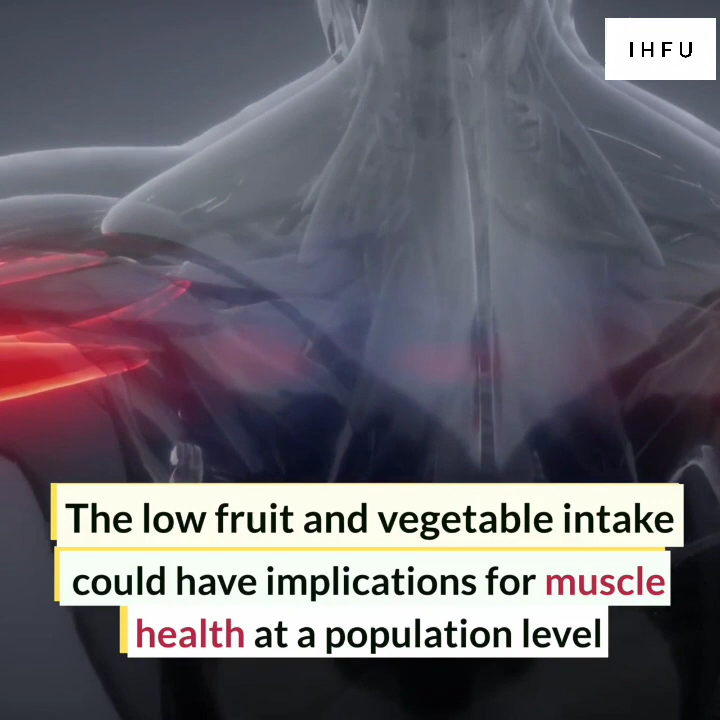 IHFU
The low fruit and vegetable intake
could have implications for muscle
health at a population level